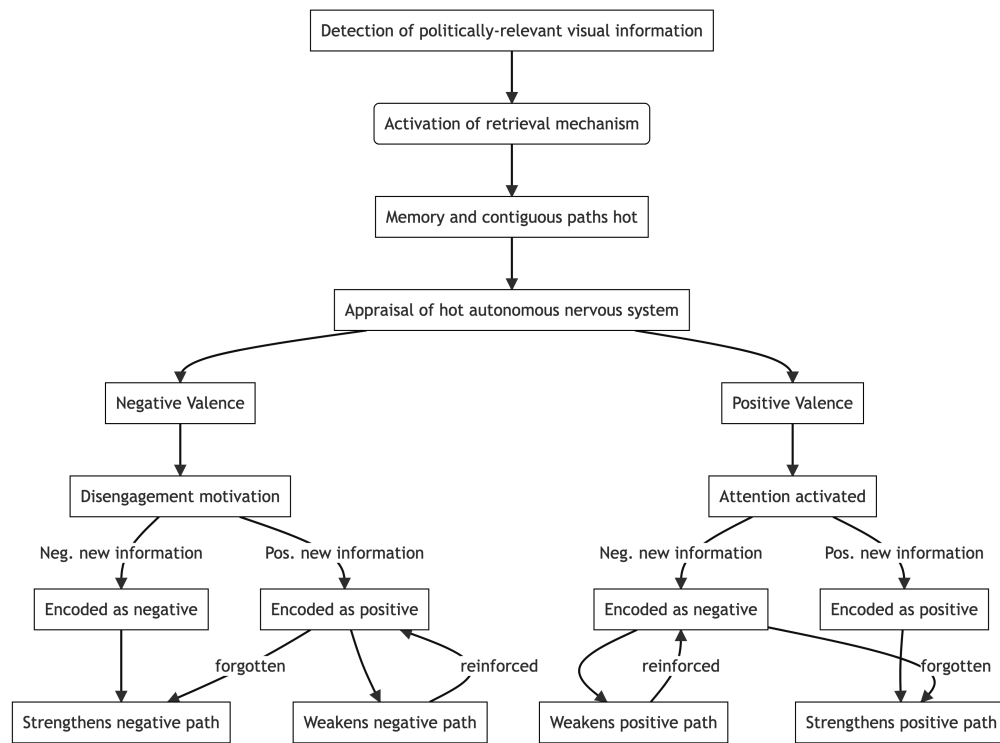 Detection of politically-relevant visual information
Activation of retrieval mechanism
Memory and contiguous paths hot
Appraisal of hot autonomous nervous system
Negative Valence
Positive Valence
Disengagement motivation
Attention activated
Neg. new information
Pos. new information
Neg. new information
Pos. new information
Encoded as negative
Encoded as positive
Encoded as negative
Encoded as positive
forgotten
reinforced
reinforced
forgotten
Strengthens negative path
Weakens negative path
Weakens positive path
Strengthens positive path